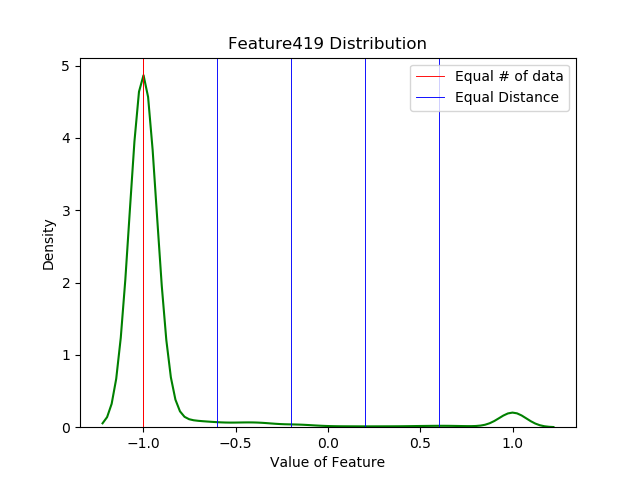 Feature419 Distribution
Equal # of data
Equal Distance
Density
5
4
3
2
1
0
−1.0 −0.5 0.0 0.5 1.0
Value of Feature